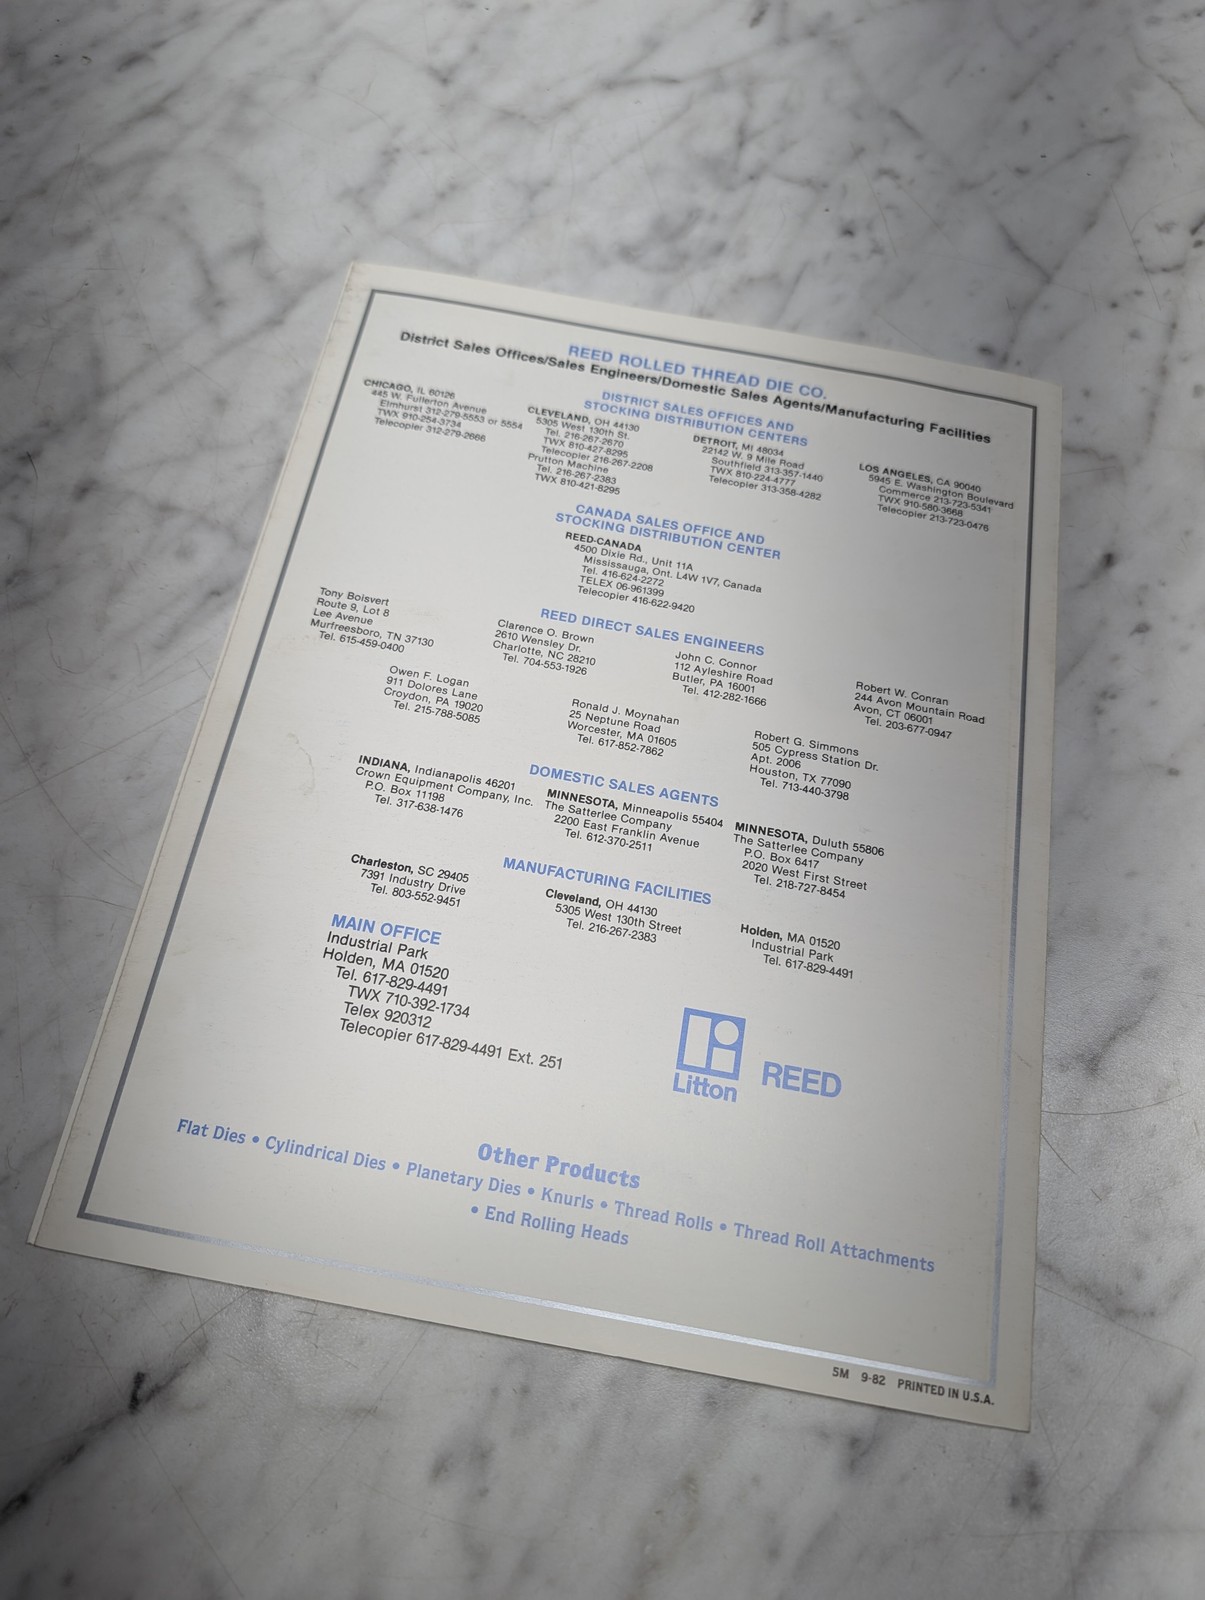 REED ROLLED THREAD DIE CO.
District Sales Offices/Sales Engineers/Domestic Sales Agents/Manufacturing Facilities
DISTRICT SALES OFFICES AND
STOCKING DISTRIBUTION CENTERS
CHICAGO, IL 60126
445 W. Fullerton Avenue
Elmhurst 312-279-5553 or 5554
TWX 910-254-3734
Telecopier 312-279-2666
CLEVELAND, OH 44130
5305 West 130th St.
Tel. 216-267-2670
TWX 810-427-8295
Telecopier 216-267-2208
Prutton Machine
Tel. 216-267-2383
TWX 810-421-8295
DETROIT, MI 48034
22142 W. 9 Mile Road
Southfield 313-357-1440
TWX 810-224-4777
Telecopier 313-358-4282
LOS ANGELES, CA 90040
5945 E. Washington Boulevard
Commerce 213-723-5341
TWX 910-580-3668
Telecopier 213-723-0476
CANADA SALES OFFICE AND
STOCKING DISTRIBUTION CENTER
REED-CANADA
4500 Dixie Rd., Unit 11A
Mississauga, Ont. L4W 1V7, Canada
Tel. 416-624-2272
TELEX 06-961399
Telecopier 416-622-9420
REED DIRECT SALES ENGINEERS
Tony Boisvert
Route 9, Lot 8
Lee Avenue
Murfreesboro, TN 37130
Tel. 615-459-0400
Clarence O. Brown
2610 Wensley Dr.
Charlotte, NC 28210
Tel. 704-553-1926
John C. Connor
112 Ayleshire Road
Butler, PA 16001
Tel. 412-282-1666
Robert W. Conran
244 Avon Mountain Road
Avon, CT 06001
Tel. 203-677-0947
Owen F. Logan
911 Dolores Lane
Croydon, PA 19020
Tel. 215-788-5085
Ronald J. Moynahan
25 Neptune Road
Worcester, MA 01605
Tel. 617-852-7862
Robert G. Simmons
505 Cypress Station Dr.
Apt. 2006
Houston, TX 77090
Tel. 713-440-3798
DOMESTIC SALES AGENTS
INDIANA, Indianapolis 46201
Crown Equipment Company, Inc.
P.O. Box 11198
Tel. 317-638-1476
MINNESOTA, Minneapolis 55404
The Satterlee Company
2200 East Franklin Avenue
Tel. 612-370-2511
MINNESOTA, Duluth 55806
The Satterlee Company
P.O. Box 6417
2020 West First Street
Tel. 218-727-8454
MANUFACTURING FACILITIES
Charleston, SC 29405
7391 Industry Drive
Tel. 803-552-9451
Cleveland, OH 44130
5305 West 130th Street
Tel. 216-267-2383
Holden, MA 01520
Industrial Park
Tel. 617-829-4491
MAIN OFFICE
Industrial Park
Holden, MA 01520
Tel. 617-829-4491
TWX 710-392-1734
Telex 920312
Telecopier 617-829-4491 Ext. 251
Litton
REED
Other Products
Flat Dies • Cylindrical Dies • Planetary Dies • Knurls • Thread Rolls • Thread Roll Attachments
• End Rolling Heads
5M 9-82 PRINTED IN U.S.A.